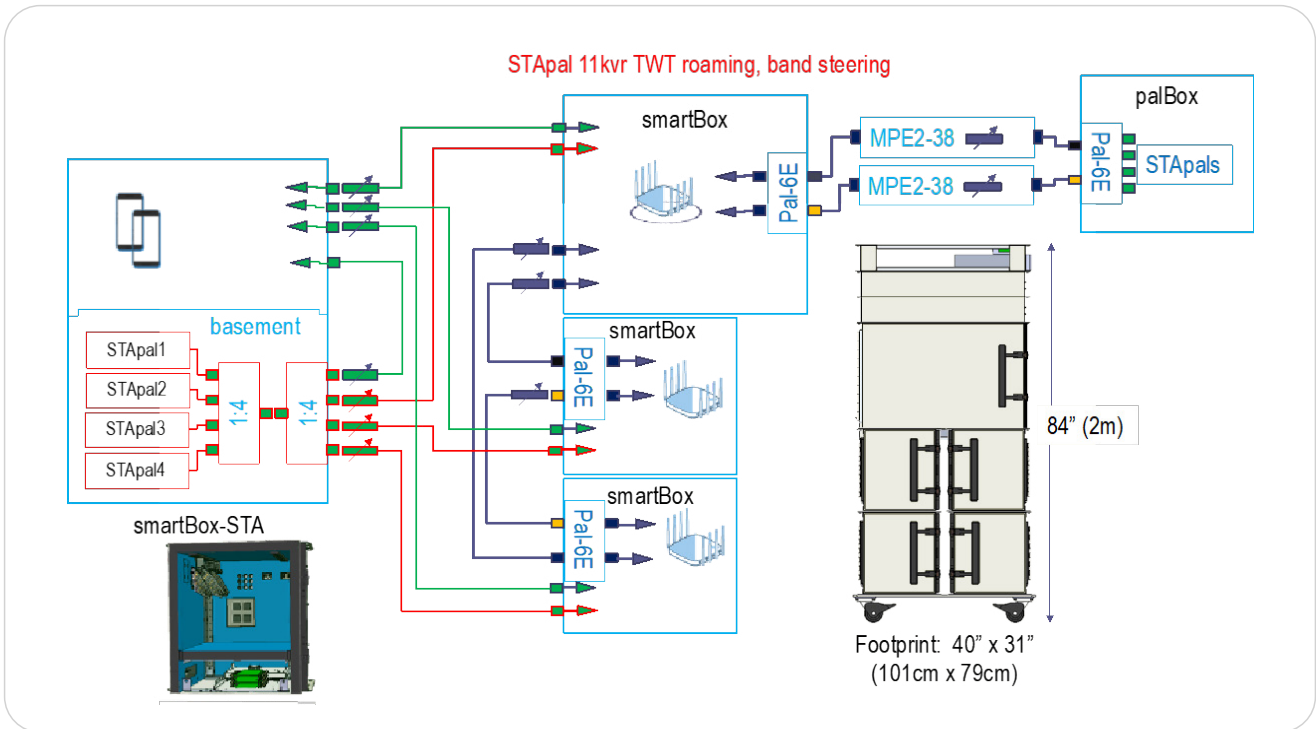 STApal 11kvr TWT roaming, band steering
smartBox
palBox
MPE2-38
MPE2-38
Pal-6E
Pal-6E
STApals
basement
STApal1
STApal2
STApal3
STApal4
1:4
1:4
smartBox
Pal-6E
smartBox
Pal-6E
84” (2m)
smartBox-STA
Footprint: 40” x 31”
(101cm x 79cm)